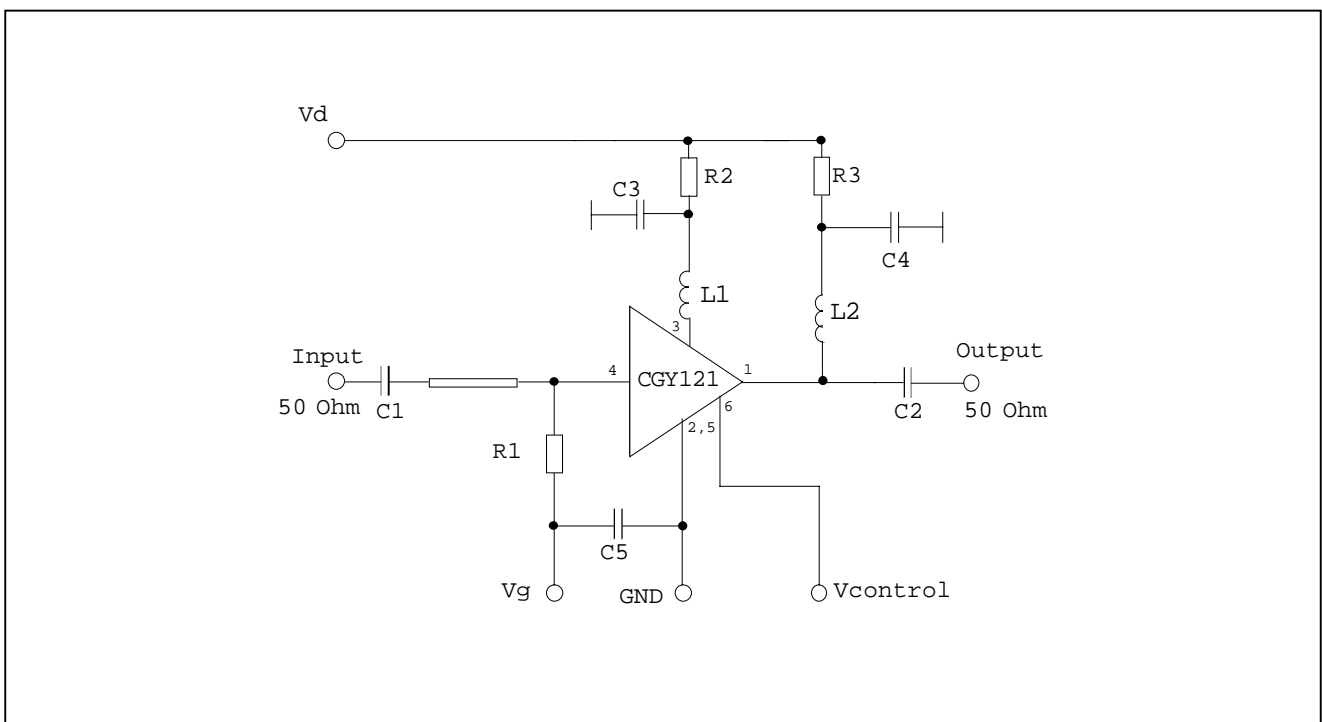 Vd
R2
R3
C3
C4
L1
L2
3
Input
Output
4
CGY121
1
50 Ohm
C1
6
C2
50 Ohm
2,5
R1
C5
Vg
GND
Vcontrol